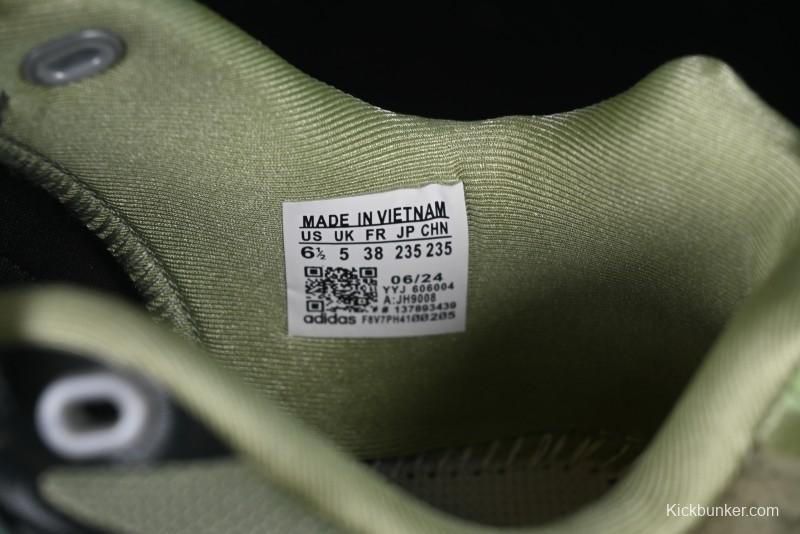 MADE IN VIETNAM
US UK FR JP CHN
6½ 5 38 235 235
06/24
YYJ 606004
A:JH9008
# 137893439
adidas F8V7PH4100205
Kickbunker.com